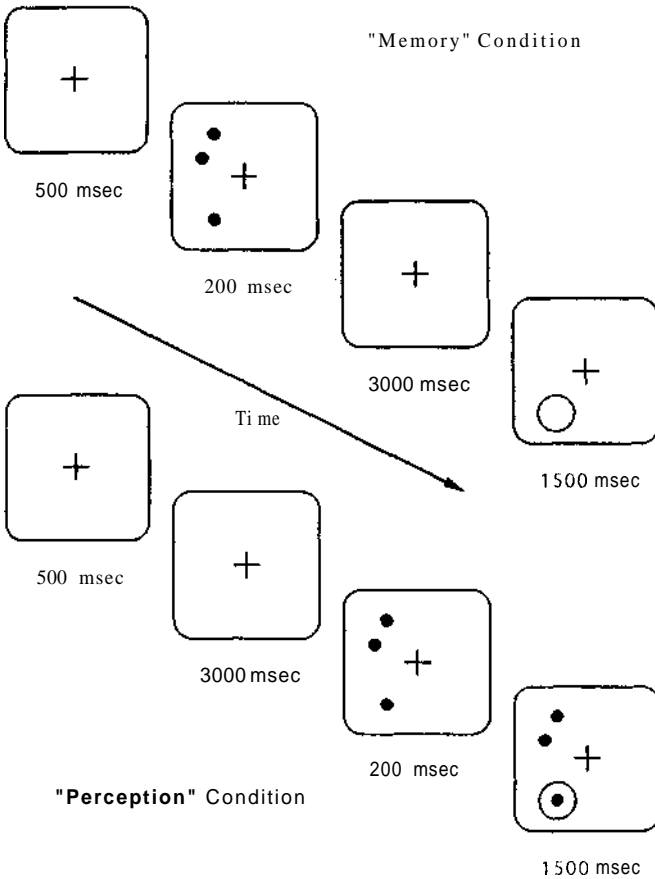 "Memory" Condition
500 msec
200 msec
3000 msec
1500 msec
Time
500 msec
3000 msec
200 msec
1500 msec
"Perception" Condition